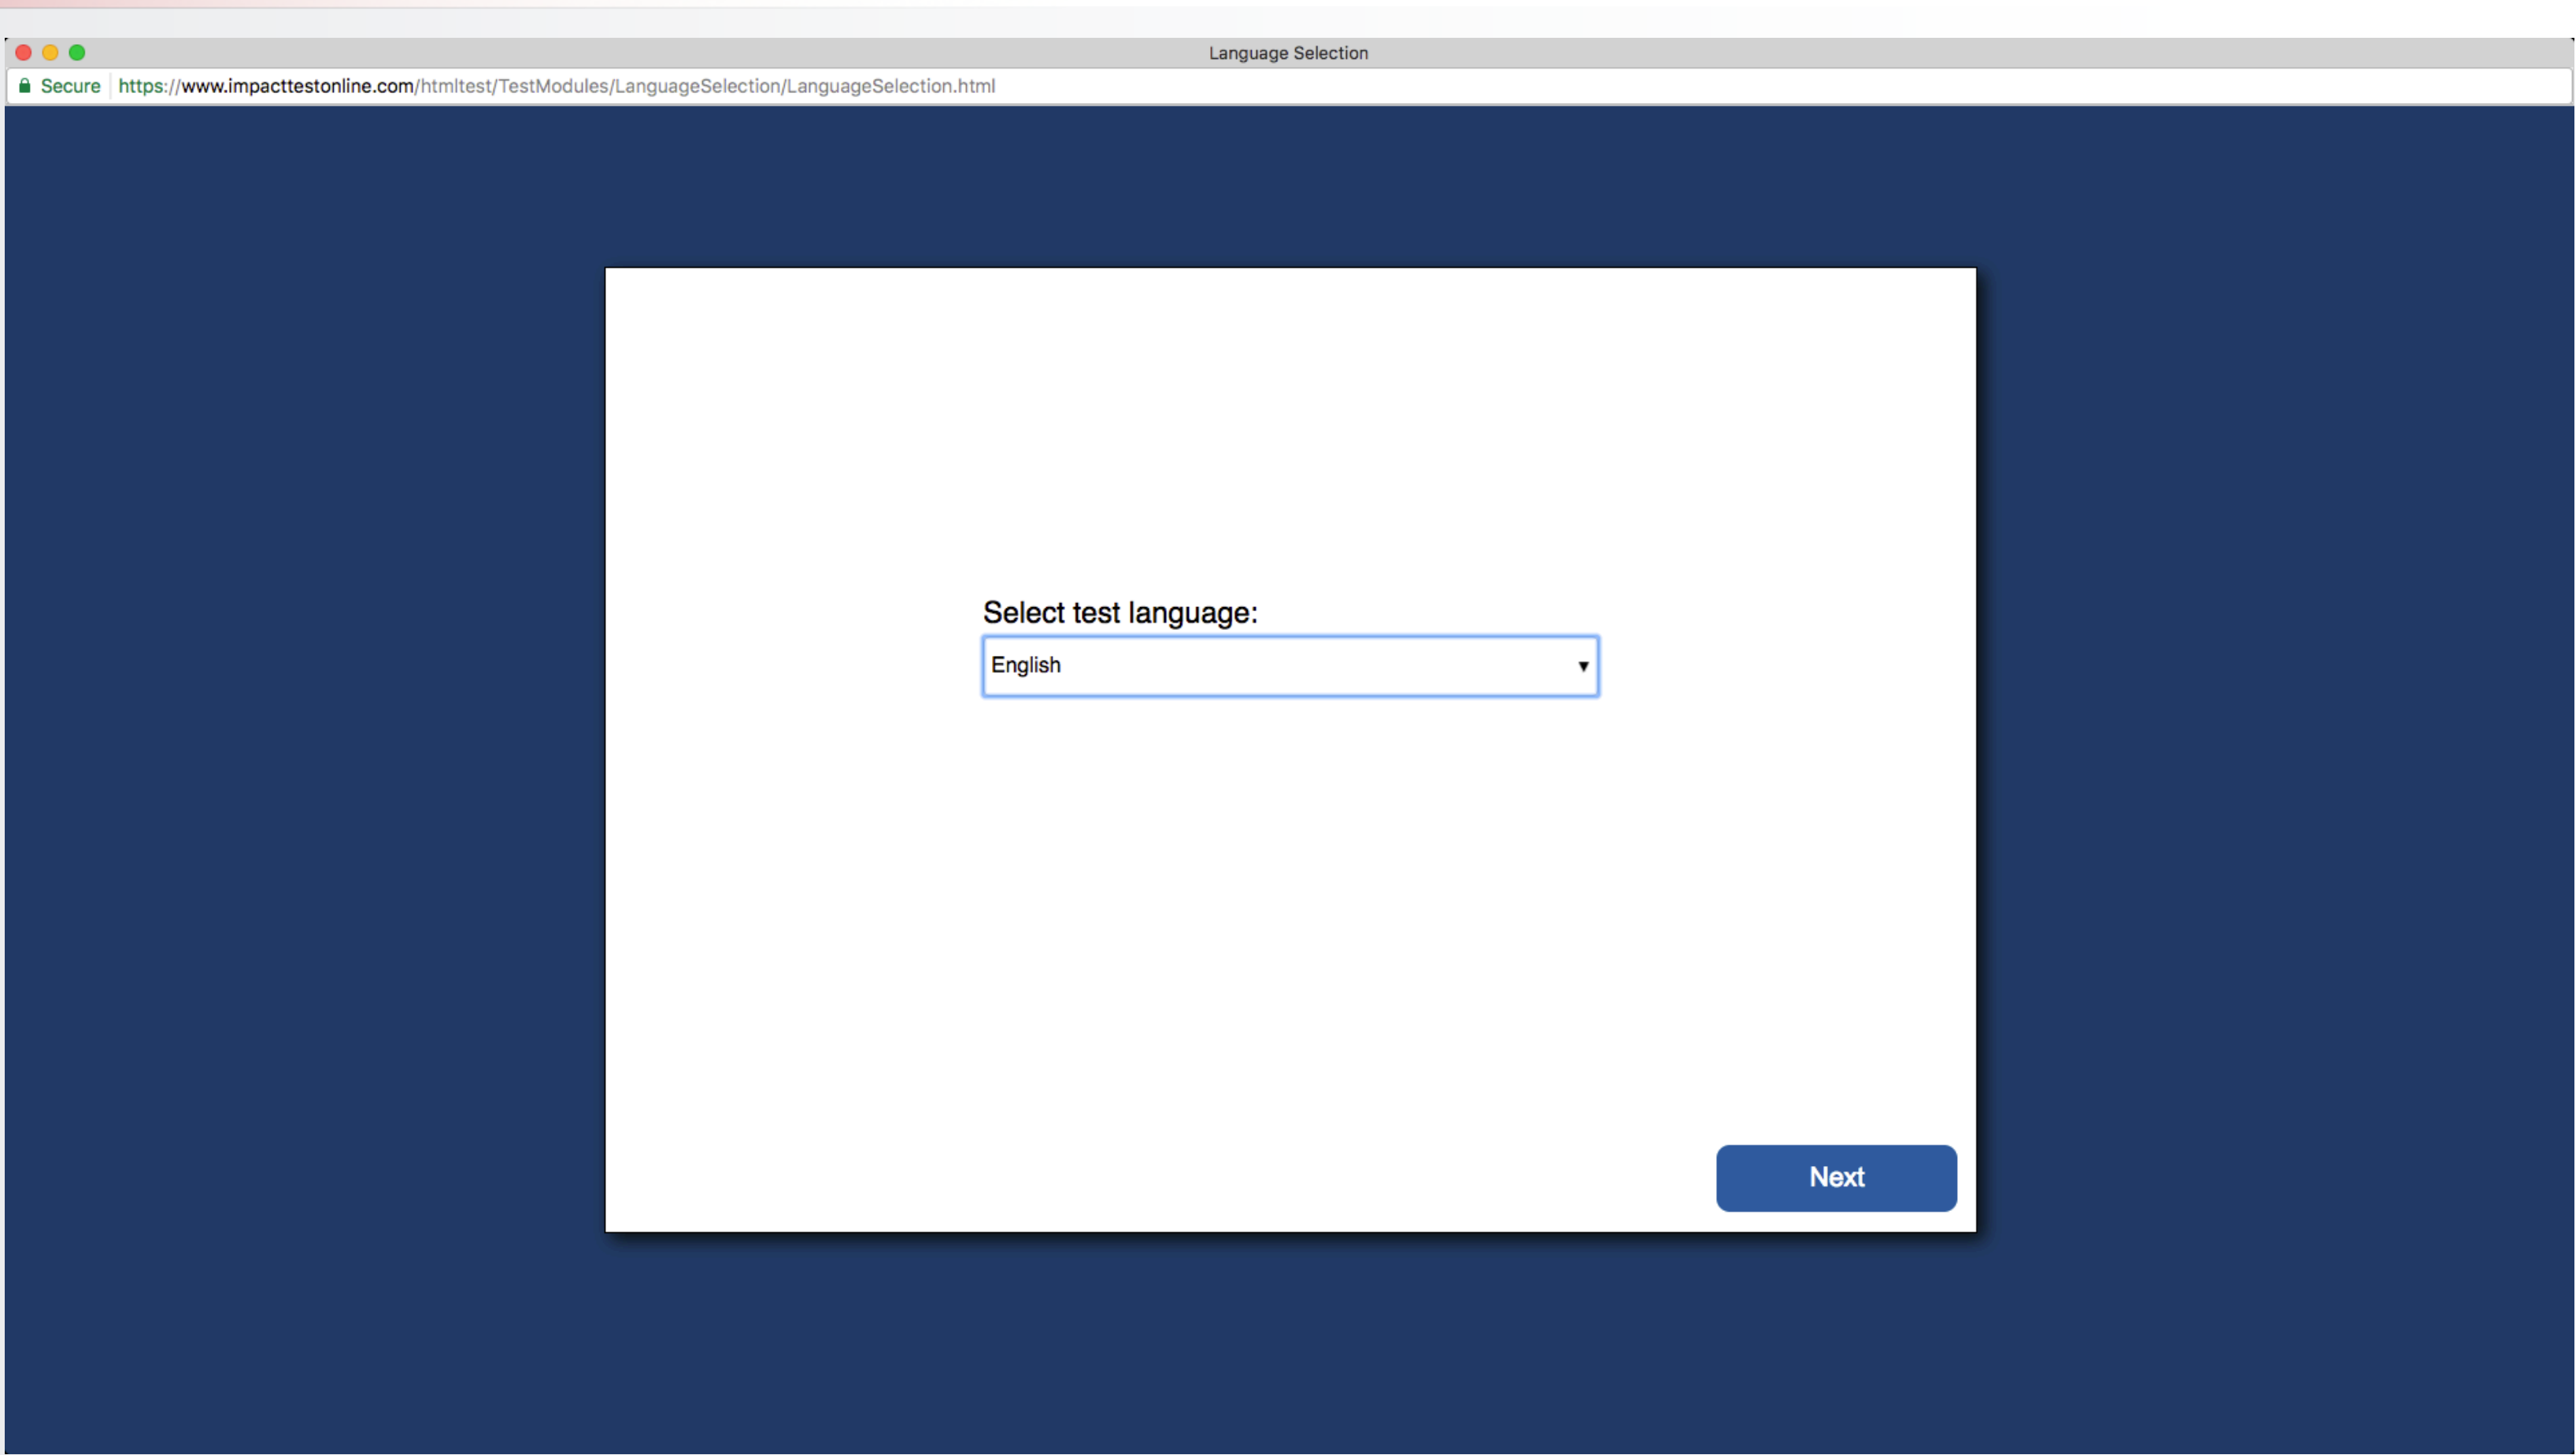 Language Selection
Secure https://www.impacttestonline.com/htmltest/TestModules/LanguageSelection/LanguageSelection.html
Select test language:
English
Next